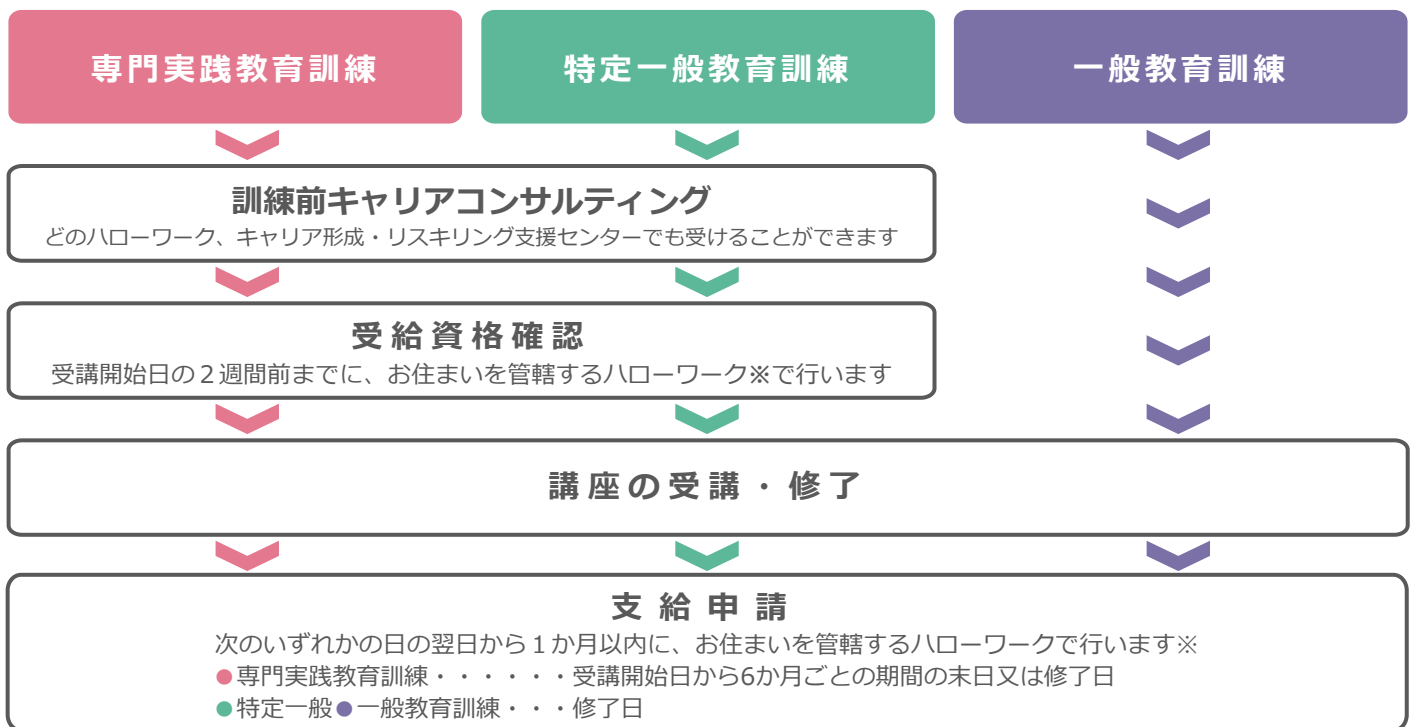 専門実践教育訓練
特定一般教育訓練
一般教育訓練
訓練前キャリアコンサルティング
どのハローワーク、キャリア形成・リスキリング支援センターでも受けることができます
受給資格確認
受講開始日の２週間前までに、お住まいを管轄するハローワーク※で行います
講座の受講・修了
支給申請
次のいずれかの日の翌日から１か月以内に、お住まいを管轄するハローワークで行います※
●専門実践教育訓練・・・・・・受講開始日から6か月ごとの期間の末日又は修了日
●特定一般●一般教育訓練・・・修了日